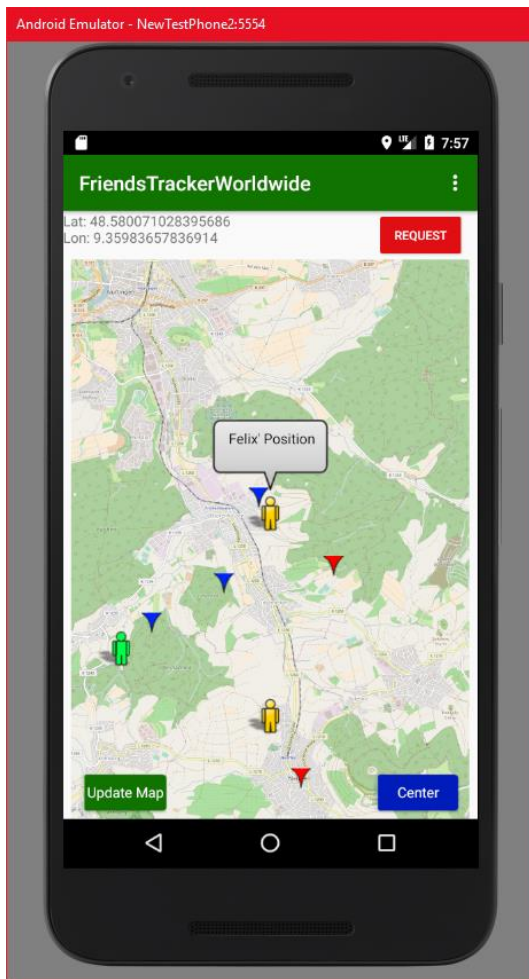 Android Emulator - NewTestPhone2:5554
LTE
7:57
FriendsTrackerWorldwide
Lat: 48.580071028395686
Lon: 9.35983657836914
REQUEST
Felix' Position
Update Map
Center